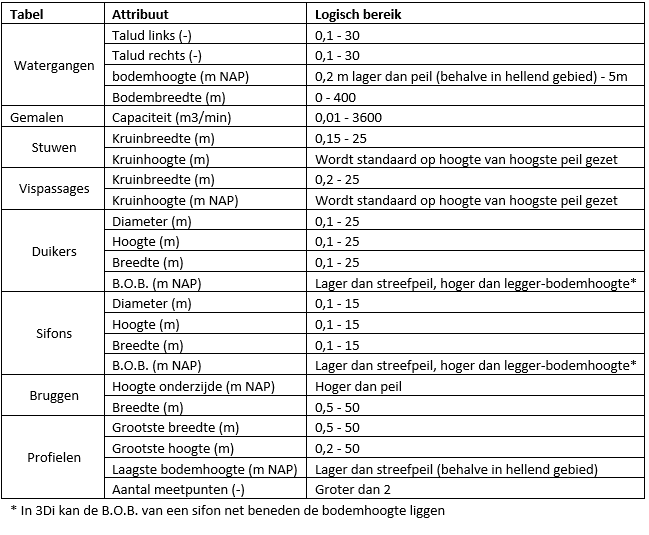 Tabel Attribuut Logisch bereik
Watergangen Talud links (-) 0,1 - 30
Talud rechts (-) 0,1 - 30
bodemhoogte (m NAP) 0,2 m lager dan peil (behalve in hellend gebied) - 5m
Bodembreedte (m) 0 - 400
Gemalen Capaciteit (m3/min) 0,01 - 3600
Stuwen Kruinbreedte (m) 0,15 - 25
Kruinhoogte (m) Wordt standaard op hoogte van hoogste peil gezet
Vispassages Kruinbreedte (m) 0,2 - 25
Kruinhoogte (m NAP) Wordt standaard op hoogte van hoogste peil gezet
Duikers Diameter (m) 0,1 - 25
Hoogte (m) 0,1 - 25
Breedte (m) 0,1 - 25
B.O.B. (m NAP) Lager dan streefpeil, hoger dan legger-bodemhoogte*
Sifons Diameter (m) 0,1 - 15
Hoogte (m) 0,1 - 15
Breedte (m) 0,1 - 15
B.O.B. (m NAP) Lager dan streefpeil, hoger dan legger-bodemhoogte*
Bruggen Hoogte onderzijde (m NAP) Hoger dan peil
Breedte (m) 0,5 - 50
Profielen Grootste breedte (m) 0,5 - 50
Grootste hoogte (m) 0,2 - 50
Laagste bodemhoogte (m NAP) Lager dan streefpeil (behalve in hellend gebied)
Aantal meetpunten (-) Groter dan 2
* In 3Di kan de B.O.B. van een sifon net beneden de bodemhoogte liggen